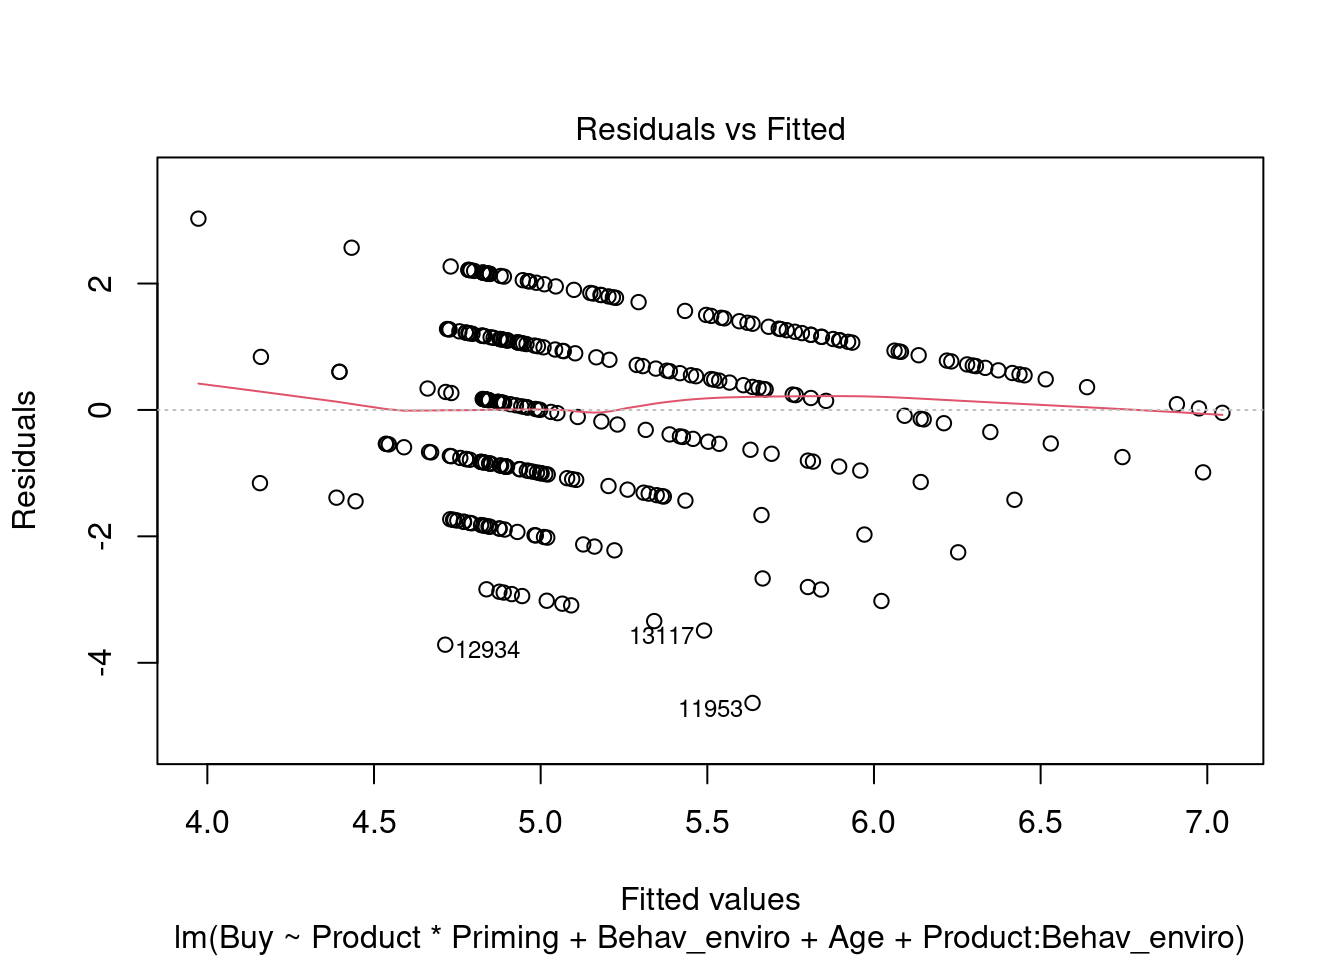 Residuals vs Fitted
Residuals
2
0
-2
-4
12934
13117
11953
4.0 4.5 5.0 5.5 6.0 6.5 7.0
Fitted values
lm(Buy ~ Product * Priming + Behav_enviro + Age + Product:Behav_enviro)